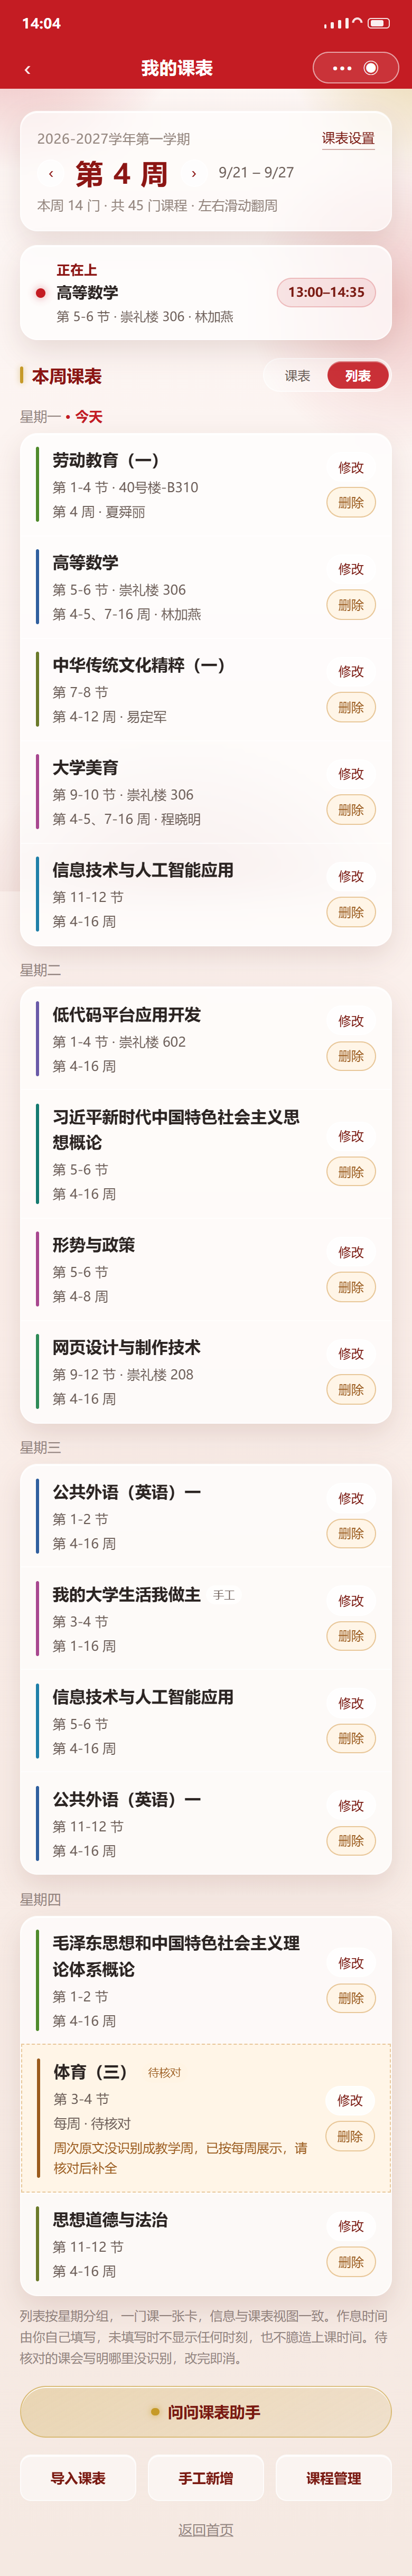 14:04
我的课表
2026-2027学年第一学期
课表设置
‹ 第 4 周 › 9/21 – 9/27
本周 14 门 · 共 45 门课程 · 左右滑动翻周
正在上
高等数学
13:00–14:35
第 5-6 节 · 崇礼楼 306 · 林加燕
本周课表
课表 列表
星期一 • 今天
劳动教育（一）
第 1-4 节 · 40号楼-B310
第 4 周 · 夏舜丽
修改
删除
高等数学
第 5-6 节 · 崇礼楼 306
第 4-5、7-16 周 · 林加燕
修改
删除
中华传统文化精粹（一）
第 7-8 节
第 4-12 周 · 易定军
修改
删除
大学美育
第 9-10 节 · 崇礼楼 306
第 4-5、7-16 周 · 程晓明
修改
删除
信息技术与人工智能应用
第 11-12 节
第 4-16 周
修改
删除
星期二
低代码平台应用开发
第 1-4 节 · 崇礼楼 602
第 4-16 周
修改
删除
习近平新时代中国特色社会主义思
想概论
第 5-6 节
第 4-16 周
修改
删除
形势与政策
第 5-6 节
第 4-8 周
修改
删除
网页设计与制作技术
第 9-12 节 · 崇礼楼 208
第 4-16 周
修改
删除
星期三
公共外语（英语）一
第 1-2 节
第 4-16 周
修改
删除
我的大学生活我做主 手工
第 3-4 节
第 1-16 周
修改
删除
信息技术与人工智能应用
第 5-6 节
第 4-16 周
修改
删除
公共外语（英语）一
第 11-12 节
第 4-16 周
修改
删除
星期四
毛泽东思想和中国特色社会主义理
论体系概论
第 1-2 节
第 4-16 周
修改
删除
体育（三） 待核对
第 3-4 节
每周 · 待核对
周次原文没识别成教学周，已按每周展示，请
核对后补全
修改
删除
思想道德与法治
第 11-12 节
第 4-16 周
修改
删除
列表按星期分组，一门课一张卡，信息与课表视图一致。作息时间
由你自己填写，未填写时不显示任何时刻，也不臆造上课时间。待
核对的课会写明哪里没识别，改完即消。
问问课表助手
导入课表 手工新增 课程管理
返回首页